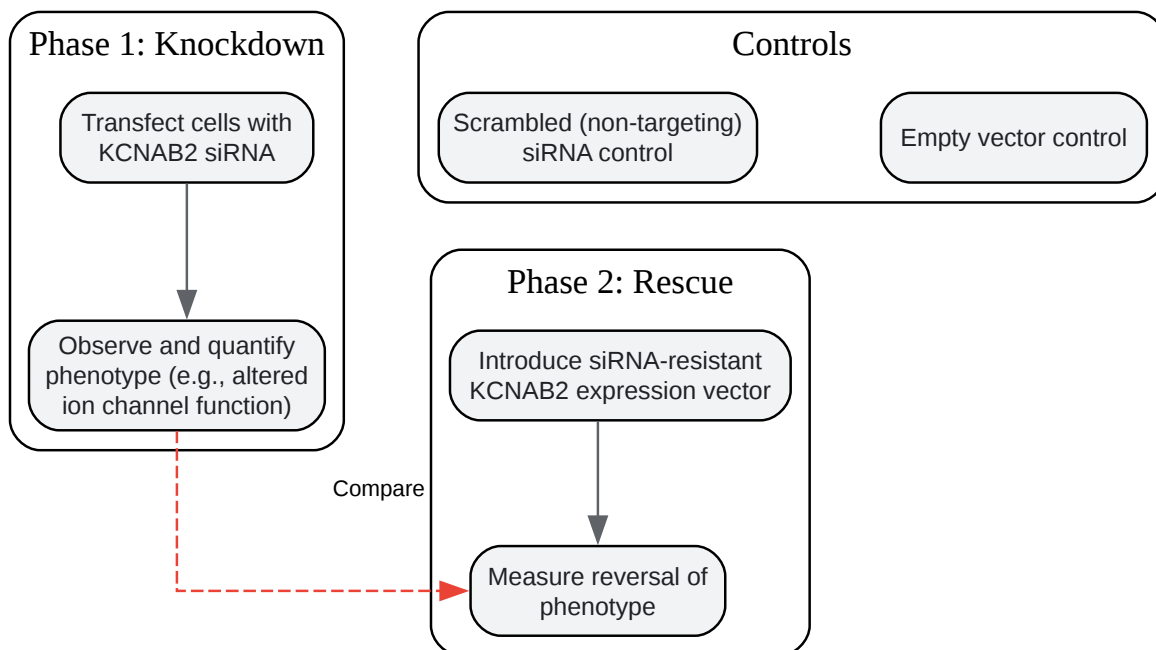 Phase 1: Knockdown
Transfect cells with
KCNAB2 siRNA
Observe and quantify
phenotype (e.g., altered
ion channel function)
Controls
Scrambled (non-targeting)
siRNA control
Empty vector control
Compare
Phase 2: Rescue
Introduce siRNA-resistant
KCNAB2 expression vector
Measure reversal of
phenotype